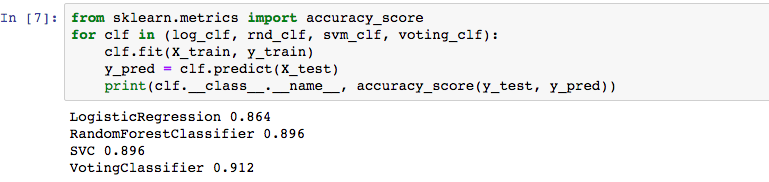 In [7]: from sklearn.metrics import accuracy_score
for clf in (log_clf, rnd_clf, svm_clf, voting_clf):
    clf.fit(X_train, y_train)
    y_pred = clf.predict(X_test)
    print(clf.__class__.__name__, accuracy_score(y_test, y_pred))
LogisticRegression 0.864
RandomForestClassifier 0.896
SVC 0.896
VotingClassifier 0.912